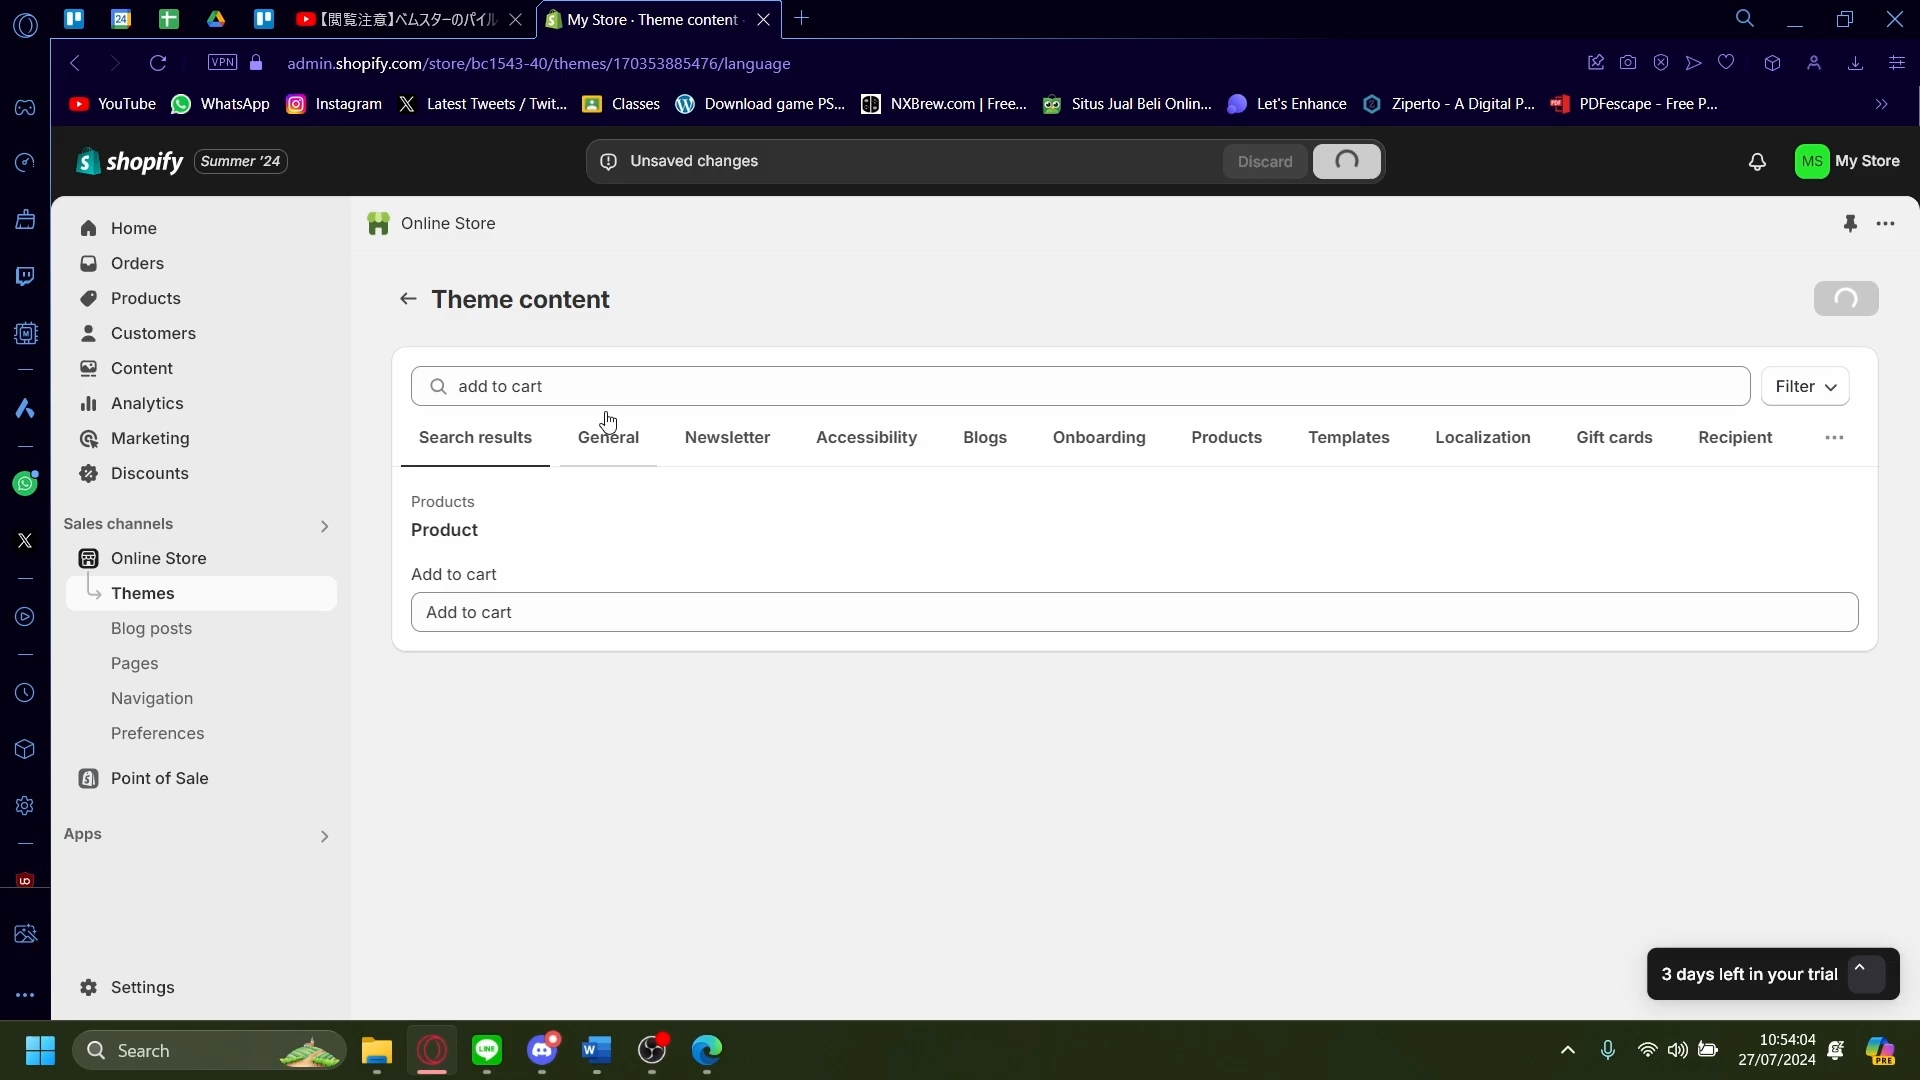 【閲覧注意】ベムスターのパイル
My Store · Theme content
VPN
admin.shopify.com/store/bc1543-40/themes/170353885476/language
YouTube
WhatsApp
Instagram
Latest Tweets / Twit...
Classes
Download game PS...
NXBrew.com | Free...
Situs Jual Beli Onlin...
Let's Enhance
Ziperto - A Digital P...
PDFescape - Free P...
shopify
Summer '24
Unsaved changes
Discard
MS
My Store
Home
Orders
Products
Customers
Content
Analytics
Marketing
Discounts
Sales channels
Online Store
Themes
Blog posts
Pages
Navigation
Preferences
Point of Sale
Apps
Settings
Online Store
Theme content
add to cart
Filter
Search results
General
Newsletter
Accessibility
Blogs
Onboarding
Products
Templates
Localization
Gift cards
Recipient
Products
Product
Add to cart
Add to cart
3 days left in your trial
Search
10:54:04
27/07/2024